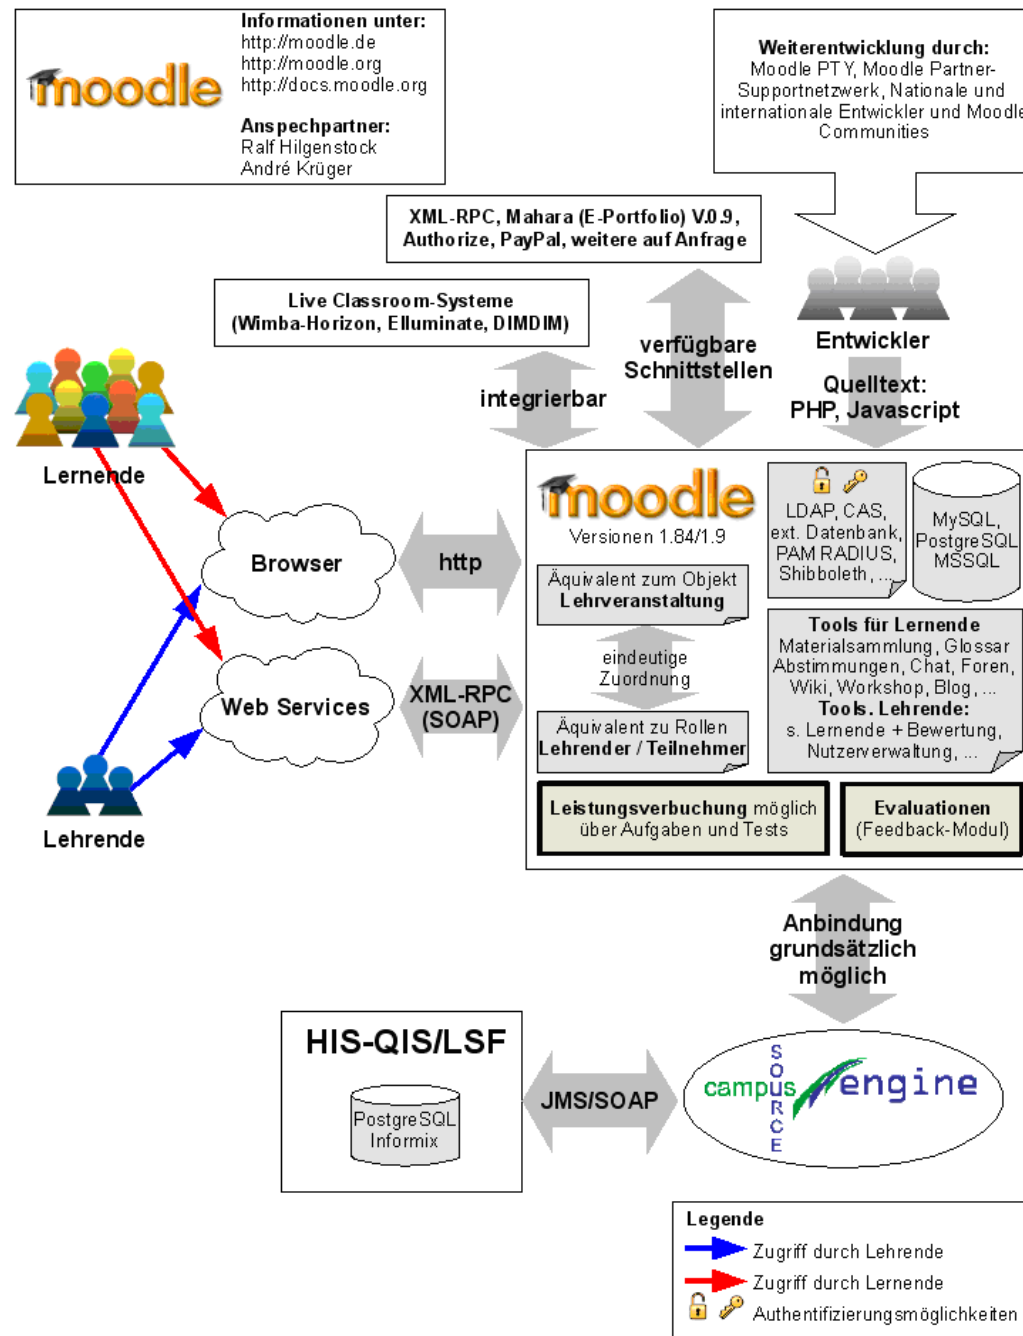 moodle
Informationen unter:
http://moodle.de
http://moodle.org
http://docs.moodle.org
Anspechpartner:
Ralf Hilgenstock
André Krüger
Weiterentwicklung durch:
Moodle PTY, Moodle Partner-
Supportnetzwerk, Nationale und
internationale Entwickler und Moodle
Communities
XML-RPC, Mahara (E-Portfolio) V.0.9,
Authorize, PayPal, weitere auf Anfrage
Live Classroom-Systeme
(Wimba-Horizon, Elluminate, DIMDIM)
Entwickler
verfügbare
Schnittstellen
integrierbar
Quelltext:
PHP, Javascript
Lernende
Browser
http
Web Services
XML-RPC
(SOAP)
Lehrende
moodle
Versionen 1.84/1.9
LDAP, CAS,
ext. Datenbank,
PAM RADIUS,
Shibboleth, ...
MySQL,
PostgreSQL
MSSQL
Äquivalent zum Objekt
Lehrveranstaltung
eindeutige
Zuordnung
Äquivalent zu Rollen
Lehrender / Teilnehmer
Tools für Lernende
Materialsammlung, Glossar
Abstimmungen, Chat, Foren,
Wiki, Workshop, Blog, ...
Tools. Lehrende:
s. Lernende + Bewertung,
Nutzerverwaltung, ...
Leistungsverbuchung möglich
über Aufgaben und Tests
Evaluationen
(Feedback-Modul)
Anbindung
grundsätzlich
möglich
HIS-QIS/LSF
PostgreSQL
Informix
JMS/SOAP
campus
SOURCE
engine
Legende
Zugriff durch Lehrende
Zugriff durch Lernende
Authentifizierungsmöglichkeiten